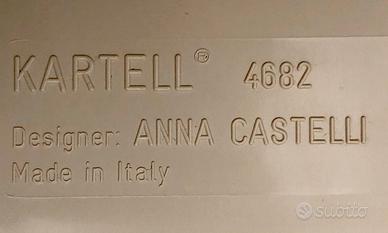 KARTELL® 4682
Designer: ANNA CASTELLI
Made in Italy
subito